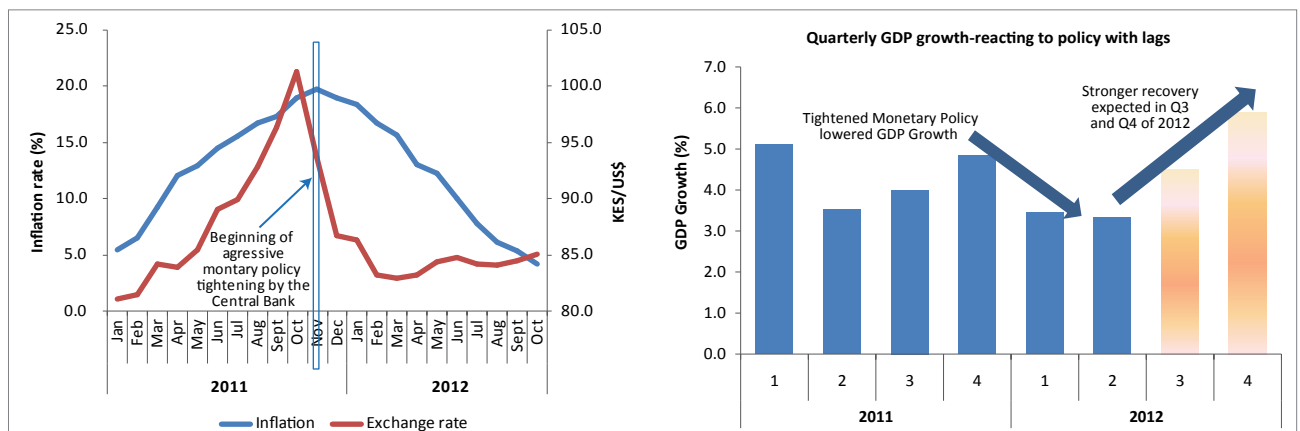 25.0
20.0
15.0
10.0
5.0
0.0
Inflation rate (%)
105.0
100.0
95.0
90.0
85.0
80.0
KES/US$
Beginning of
agressive
montary policy
tightening by the
Central Bank
Jan Feb Mar Apr May Jun Jul Aug Sept Oct Nov Dec Jan Feb Mar Apr May Jun Jul Aug Sept Oct
2011 2012
Inflation Exchange rate
Quarterly GDP growth-reacting to policy with lags
7.0
6.0
5.0
4.0
3.0
2.0
1.0
0.0
GDP Growth (%)
Tightened Monetary Policy
lowered GDP Growth
Stronger recovery
expected in Q3
and Q4 of 2012
1 2 3 4 1 2 3 4
2011 2012